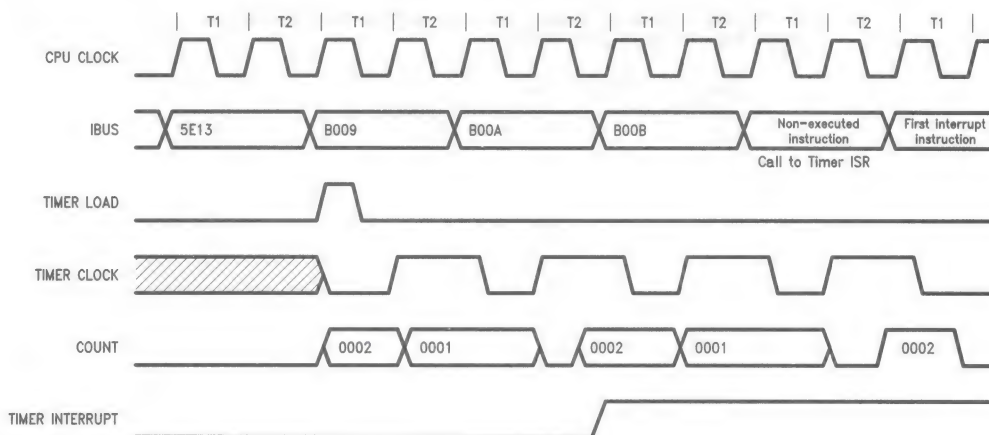 T1 T2 T1 T2 T1 T2 T1 T2 T1 T2 T1
CPU CLOCK
IBUS 5E13 B009 B00A B00B Non-executed instruction First interrupt instruction
Call to Timer ISR
TIMER LOAD
TIMER CLOCK
COUNT 0002 0001 0002 0001 0002
TIMER INTERRUPT